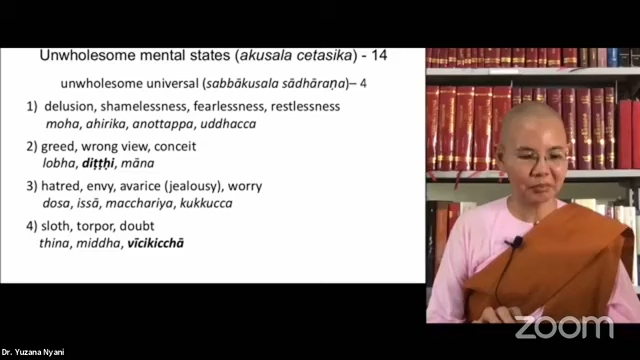 Unwholesome mental states (akusala cetasika) - 14
unwholesome universal (sabbākusala sādhāraṇa)– 4
1) delusion, shamelessness, fearlessness, restlessness
moha, ahirika, anottappa, uddhacca
2) greed, wrong view, conceit
lobha, diṭṭhi, māna
3) hatred, envy, avarice (jealousy), worry
dosa, issā, macchariya, kukkucca
4) sloth, torpor, doubt
thina, middha, vīcikicchā
zoom
Dr. Yuzana Nyani